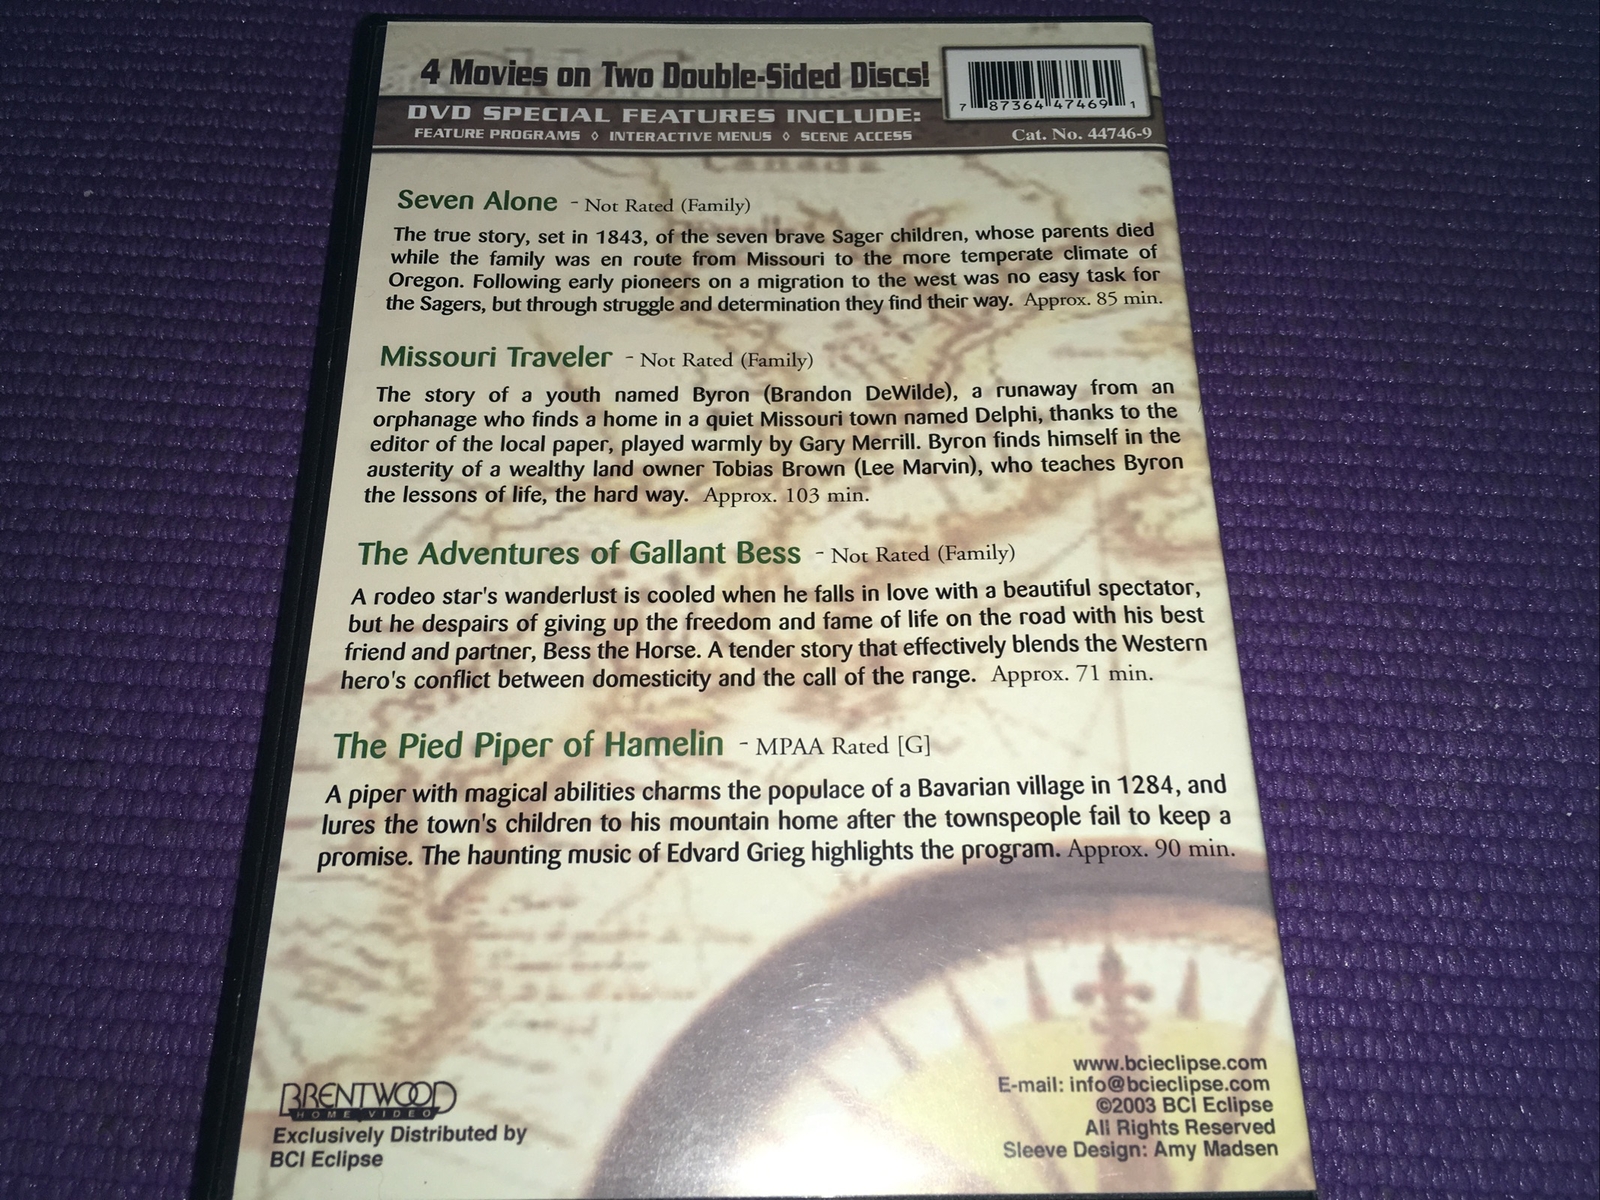 4 Movies on Two Double-Sided Discs!
DVD SPECIAL FEATURES INCLUDE:
FEATURE PROGRAMS ◊ INTERACTIVE MENUS ◊ SCENE ACCESS
7 87364 47469 1
Cat. No. 44746-9
Canada
Seven Alone - Not Rated (Family)
The true story, set in 1843, of the seven brave Sager children, whose parents died
while the family was en route from Missouri to the more temperate climate of
Oregon. Following early pioneers on a migration to the west was no easy task for
the Sagers, but through struggle and determination they find their way. Approx. 85 min.
Missouri Traveler - Not Rated (Family)
The story of a youth named Byron (Brandon DeWilde), a runaway from an
orphanage who finds a home in a quiet Missouri town named Delphi, thanks to the
editor of the local paper, played warmly by Gary Merrill. Byron finds himself in the
austerity of a wealthy land owner Tobias Brown (Lee Marvin), who teaches Byron
the lessons of life, the hard way. Approx. 103 min.
The Adventures of Gallant Bess - Not Rated (Family)
A rodeo star's wanderlust is cooled when he falls in love with a beautiful spectator,
but he despairs of giving up the freedom and fame of life on the road with his best
friend and partner, Bess the Horse. A tender story that effectively blends the Western
hero's conflict between domesticity and the call of the range. Approx. 71 min.
The Pied Piper of Hamelin - MPAA Rated [G]
A piper with magical abilities charms the populace of a Bavarian village in 1284, and
lures the town's children to his mountain home after the townspeople fail to keep a
promise. The haunting music of Edvard Grieg highlights the program. Approx. 90 min.
BRENTWOOD
HOME VIDEO
Exclusively Distributed by
BCI Eclipse
www.bcieclipse.com
E-mail: info@bcieclipse.com
©2003 BCI Eclipse
All Rights Reserved
Sleeve Design: Amy Madsen